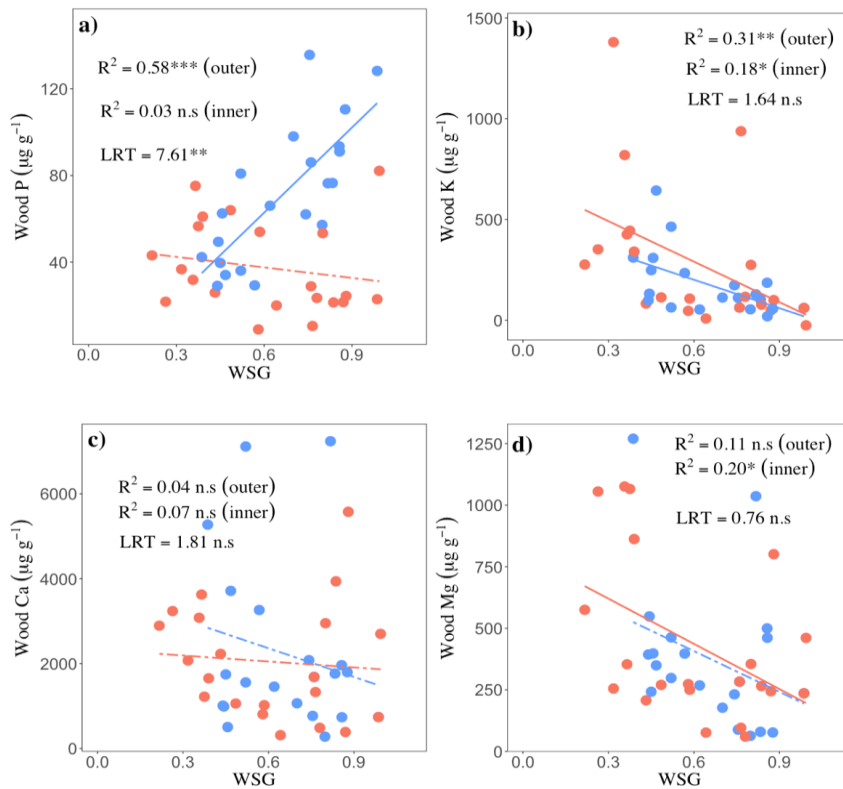 a)
R² = 0.58*** (outer)
R² = 0.03 n.s (inner)
LRT = 7.61**
Wood P (µg g⁻¹)
120
80
40
0.0 0.3 0.6 0.9
WSG
b)
R² = 0.31** (outer)
R² = 0.18* (inner)
LRT = 1.64 n.s
Wood K (µg g⁻¹)
1500
1000
500
0
0.0 0.3 0.6 0.9
WSG
c)
R² = 0.04 n.s (outer)
R² = 0.07 n.s (inner)
LRT = 1.81 n.s
Wood Ca (µg g⁻¹)
6000
4000
2000
0
0.0 0.3 0.6 0.9
WSG
d)
R² = 0.11 n.s (outer)
R² = 0.20* (inner)
LRT = 0.76 n.s
Wood Mg (µg g⁻¹)
1250
1000
750
500
250
0
0.0 0.3 0.6 0.9
WSG